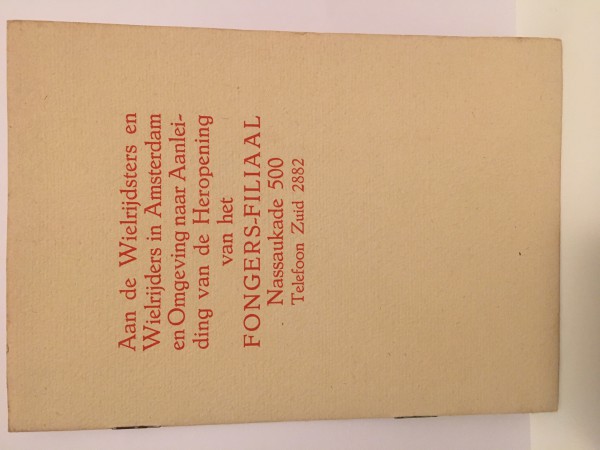 Aan de Wielrijdsters en
Wielrijders in Amsterdam
en Omgeving naar Aanlei-
ding van de Heropening
van het
FONGERS-FILIAAL
Nassaukade 500
Telefoon Zuid 2882